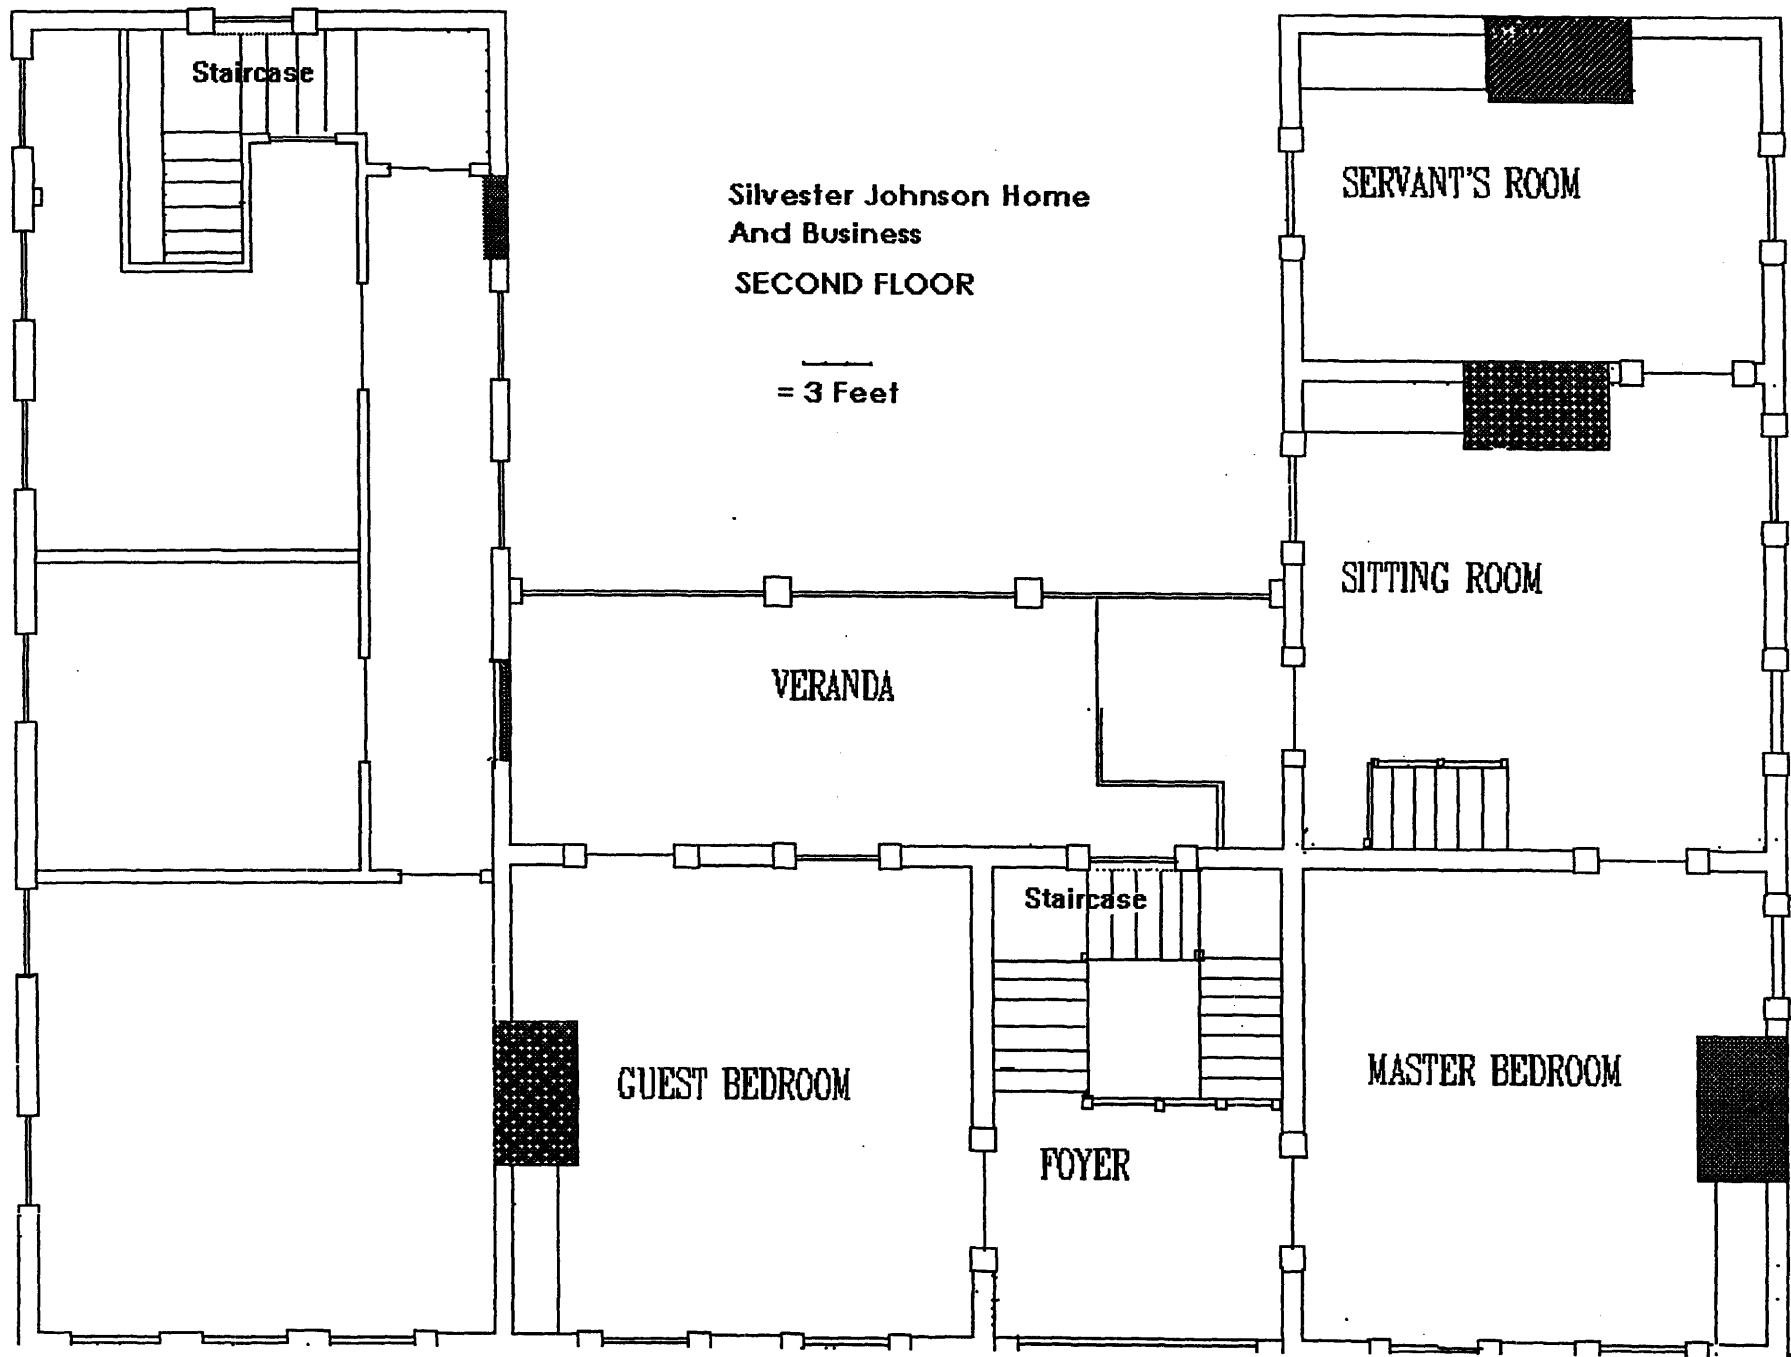 Staircase
Silvester Johnson Home
And Business
SECOND FLOOR
= 3 Feet
SERVANT'S ROOM
SITTING ROOM
VERANDA
Staircase
GUEST BEDROOM
FOYER
MASTER BEDROOM